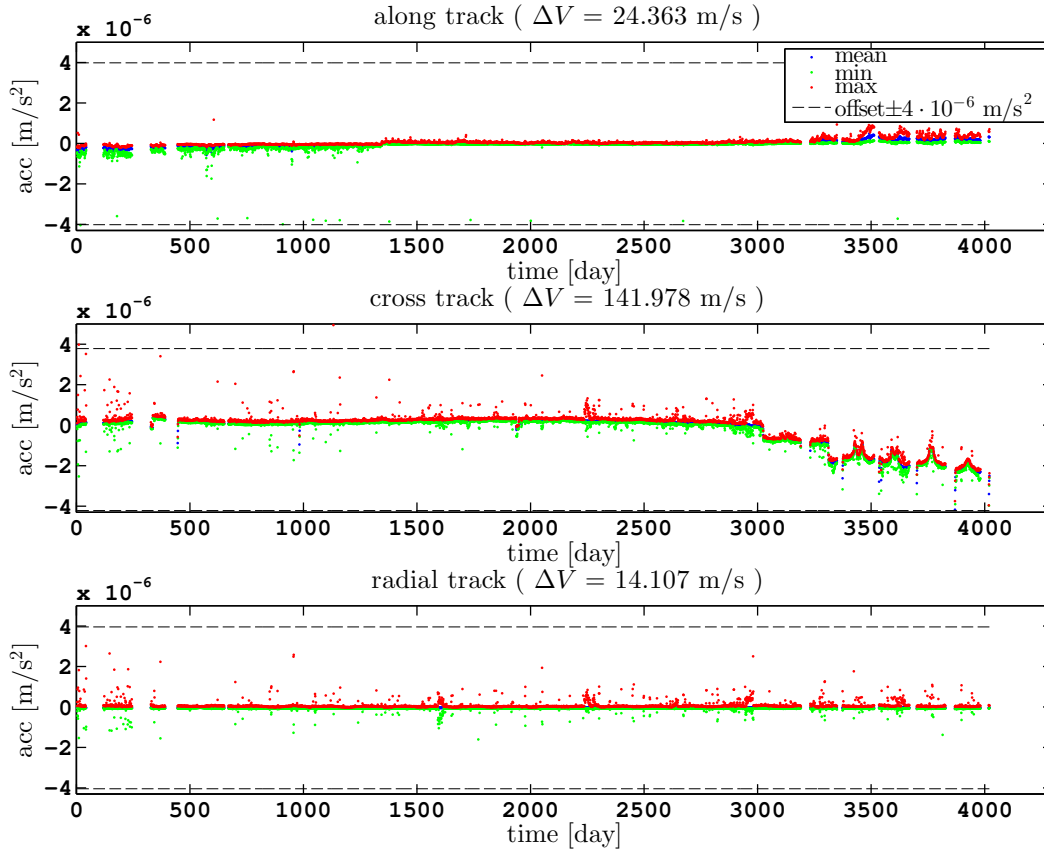 along track ( ΔV = 24.363 m/s )
x 10⁻⁶
4
2
0
−2
−4
acc [m/s²]
mean
min
max
offset±4 · 10⁻⁶ m/s²
0 500 1000 1500 2000 2500 3000 3500 4000
time [day]
cross track ( ΔV = 141.978 m/s )
x 10⁻⁶
4
2
0
−2
−4
acc [m/s²]
0 500 1000 1500 2000 2500 3000 3500 4000
time [day]
radial track ( ΔV = 14.107 m/s )
x 10⁻⁶
4
2
0
−2
−4
acc [m/s²]
0 500 1000 1500 2000 2500 3000 3500 4000
time [day]